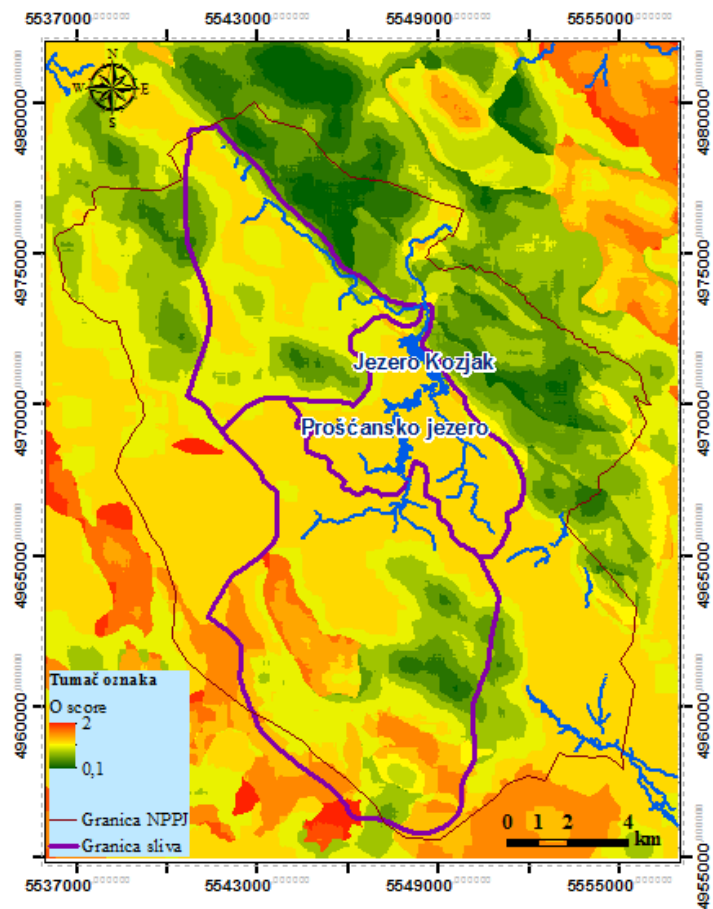 5537000 5543000 5549000 5555000
N
W E
S
4980000 4980000
4975000 4975000
Jezero Kozjak
4970000 4970000
Prošćansko jezero
4965000 4965000
4960000 4960000
Tumač oznaka
O score
2
0,1
Granica NPPJ
Granica sliva
0 1 2 4
km
4955000
5537000 5543000 5549000 5555000